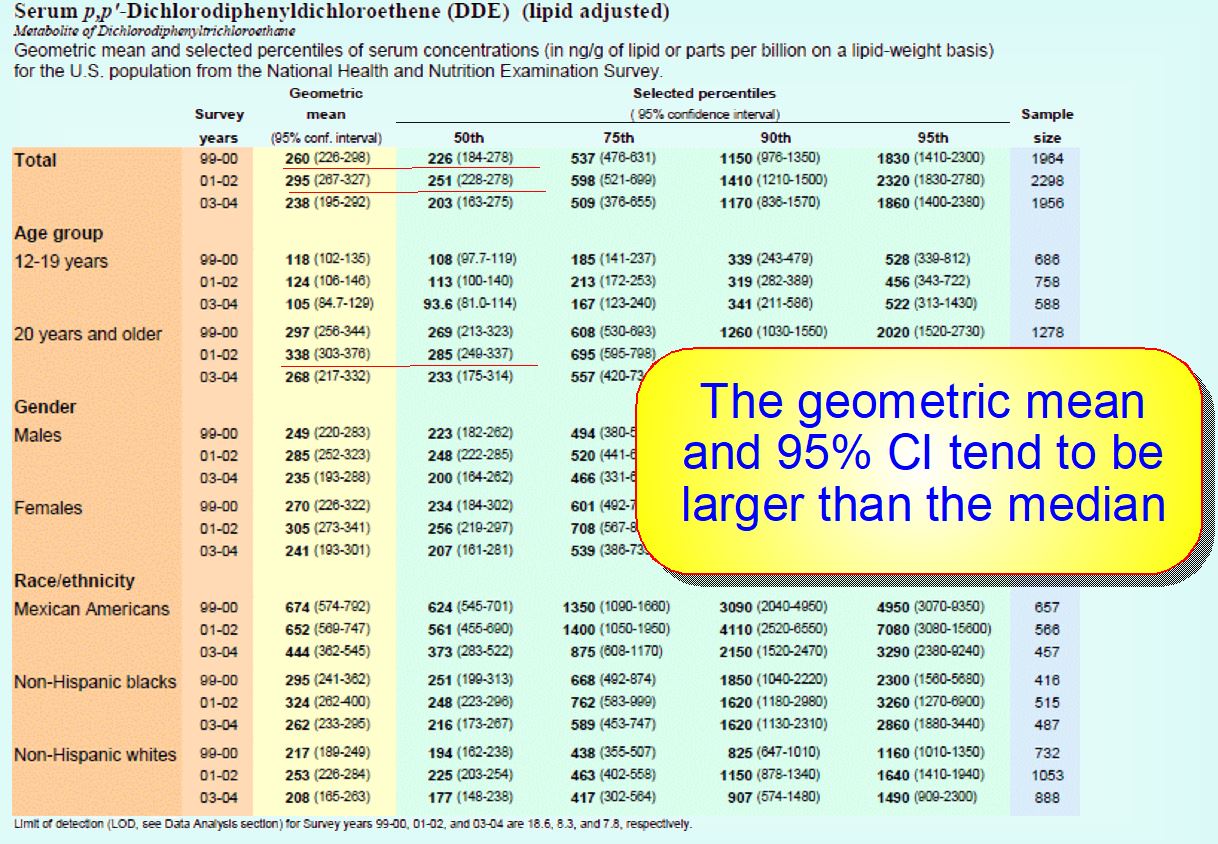 Serum p,p'-Dichlorodiphenyldichloroethene (DDE) (lipid adjusted)
Metabolite of Dichlorodiphenyltrichloroethane
Geometric mean and selected percentiles of serum concentrations (in ng/g of lipid or parts per billion on a lipid-weight basis)
for the U.S. population from the National Health and Nutrition Examination Survey.
Geometric Selected percentiles
Survey mean ( 95% confidence interval) Sample
years (95% conf. interval) 50th 75th 90th 95th size
Total 99-00 260 (226-298) 226 (184-278) 537 (476-631) 1150 (976-1350) 1830 (1410-2300) 1964
01-02 295 (267-327) 251 (228-278) 598 (521-699) 1410 (1210-1500) 2320 (1830-2780) 2298
03-04 238 (195-292) 203 (163-275) 509 (376-655) 1170 (836-1570) 1860 (1400-2380) 1956
Age group
12-19 years 99-00 118 (102-135) 108 (97.7-119) 185 (141-237) 339 (243-479) 528 (339-812) 686
01-02 124 (106-146) 113 (100-140) 213 (172-253) 319 (282-389) 456 (343-722) 758
03-04 105 (84.7-129) 93.6 (81.0-114) 167 (123-240) 341 (211-586) 522 (313-1430) 588
20 years and older 99-00 297 (256-344) 269 (213-323) 608 (530-693) 1260 (1030-1550) 2020 (1520-2730) 1278
01-02 338 (303-376) 285 (249-337) 695 (595-798)
03-04 268 (217-332) 233 (175-314) 557 (420-73
Gender
Males 99-00 249 (220-283) 223 (182-262) 494 (380-5
01-02 285 (252-323) 248 (222-285) 520 (441-6
03-04 235 (193-288) 200 (164-262) 466 (331-6
Females 99-00 270 (226-322) 234 (184-302) 601 (492-7
01-02 305 (273-341) 256 (219-297) 708 (567-8
03-04 241 (193-301) 207 (161-281) 539 (386-73
The geometric mean
and 95% CI tend to be
larger than the median
Race/ethnicity
Mexican Americans 99-00 674 (574-792) 624 (545-701) 1350 (1090-1660) 3090 (2040-4950) 4950 (3070-9350) 657
01-02 652 (569-747) 561 (455-690) 1400 (1050-1950) 4110 (2520-6550) 7080 (3080-15600) 566
03-04 444 (362-545) 373 (283-522) 875 (608-1170) 2150 (1520-2470) 3290 (2380-9240) 457
Non-Hispanic blacks 99-00 295 (241-362) 251 (199-313) 668 (492-874) 1850 (1040-2220) 2300 (1560-5680) 416
01-02 324 (262-400) 248 (223-296) 762 (583-999) 1620 (1180-2980) 3260 (1270-6900) 515
03-04 262 (233-295) 216 (173-267) 589 (453-747) 1620 (1130-2310) 2860 (1880-3440) 487
Non-Hispanic whites 99-00 217 (189-249) 194 (162-238) 438 (355-507) 825 (647-1010) 1160 (1010-1350) 732
01-02 253 (226-284) 225 (203-254) 463 (402-558) 1150 (878-1340) 1640 (1410-1940) 1053
03-04 208 (165-263) 177 (148-238) 417 (302-564) 907 (574-1480) 1490 (909-2300) 888
Limit of detection (LOD, see Data Analysis section) for Survey years 99-00, 01-02, and 03-04 are 18.6, 8.3, and 7.8, respectively.